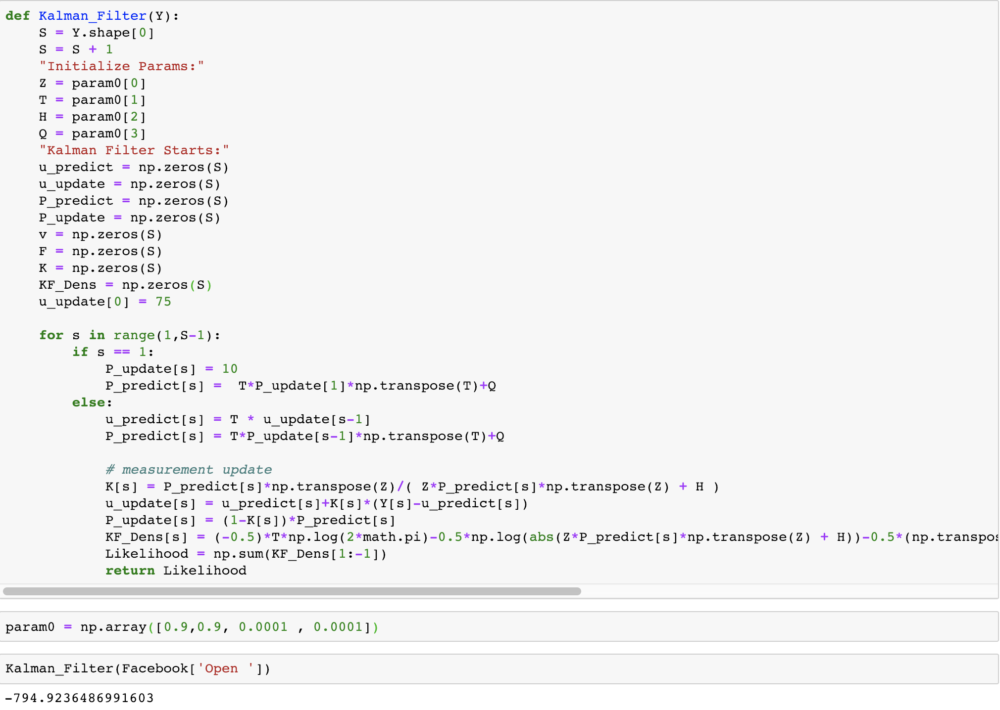 def Kalman_Filter(Y):
    S = Y.shape[0]
    S = S + 1
    "Initialize Params:"
    Z = param0[0]
    T = param0[1]
    H = param0[2]
    Q = param0[3]
    "Kalman Filter Starts:"
    u_predict = np.zeros(S)
    u_update = np.zeros(S)
    P_predict = np.zeros(S)
    P_update = np.zeros(S)
    v = np.zeros(S)
    F = np.zeros(S)
    K = np.zeros(S)
    KF_Dens = np.zeros(S)
    u_update[0] = 75
    for s in range(1,S-1):
        if s == 1:
            P_update[s] = 10
            P_predict[s] =  T*P_update[1]*np.transpose(T)+Q
        else:
            u_predict[s] = T * u_update[s-1]
            P_predict[s] = T*P_update[s-1]*np.transpose(T)+Q
            # measurement update
            K[s] = P_predict[s]*np.transpose(Z)/( Z*P_predict[s]*np.transpose(Z) + H )
            u_update[s] = u_predict[s]+K[s]*(Y[s]-u_predict[s])
            P_update[s] = (1-K[s])*P_predict[s]
            KF_Dens[s] = (-0.5)*T*np.log(2*math.pi)-0.5*np.log(abs(Z*P_predict[s]*np.transpose(Z) + H))-0.5*(np.transpos
            Likelihood = np.sum(KF_Dens[1:-1])
            return Likelihood
param0 = np.array([0.9,0.9, 0.0001 , 0.0001])
Kalman_Filter(Facebook['Open '])
-794.9236486991603